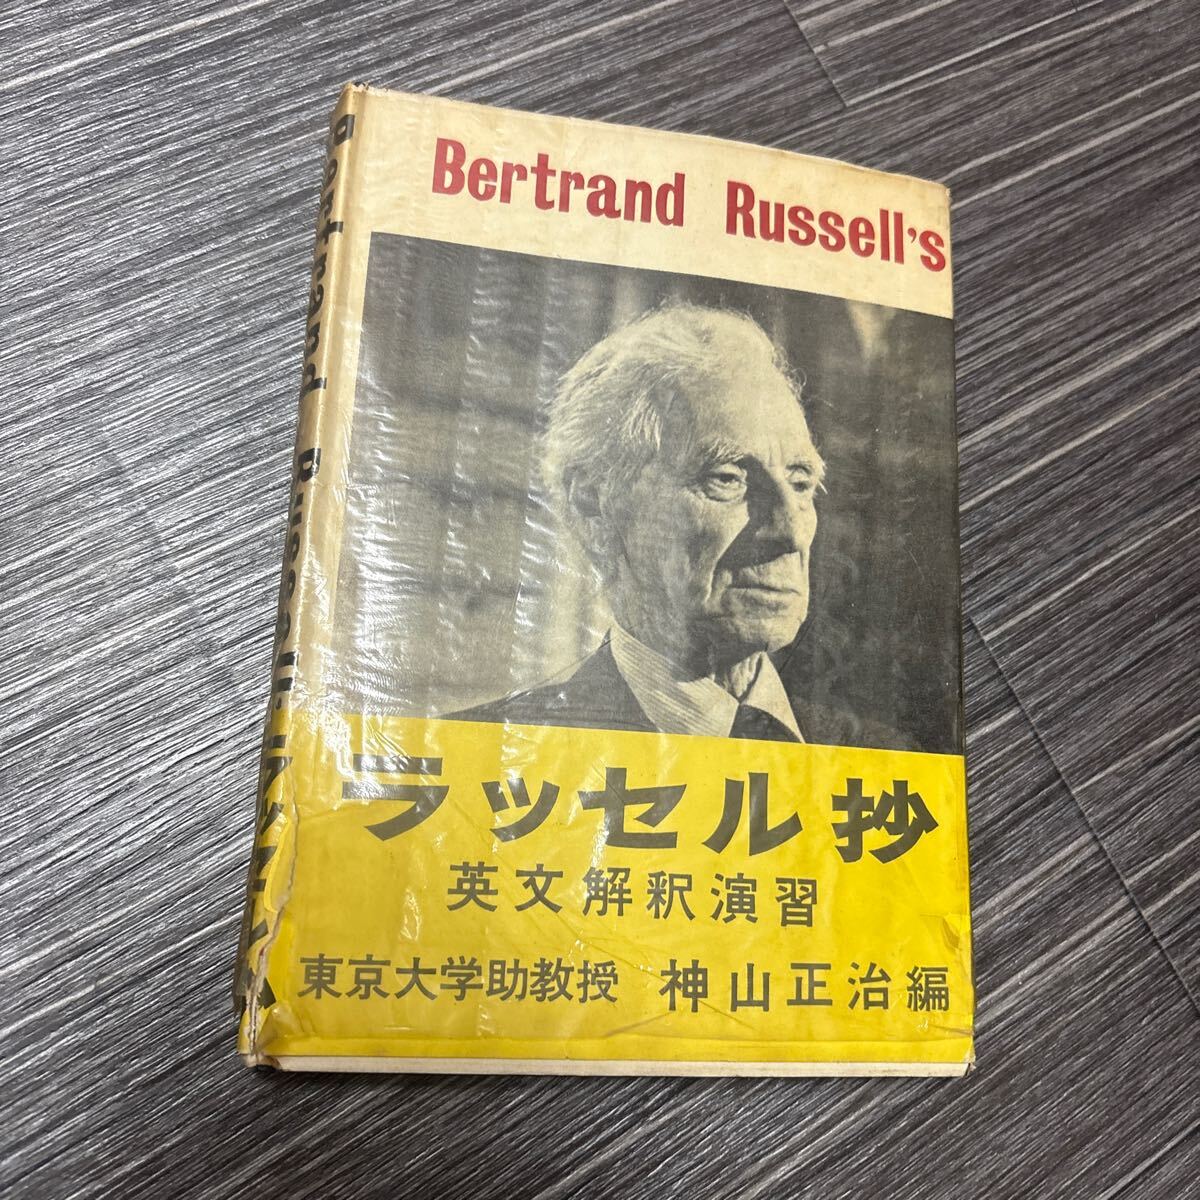 Bertrand Russell's
ラッセル抄
英文解釈演習
東京大学助教授 神山正治編
Bertrand Russell